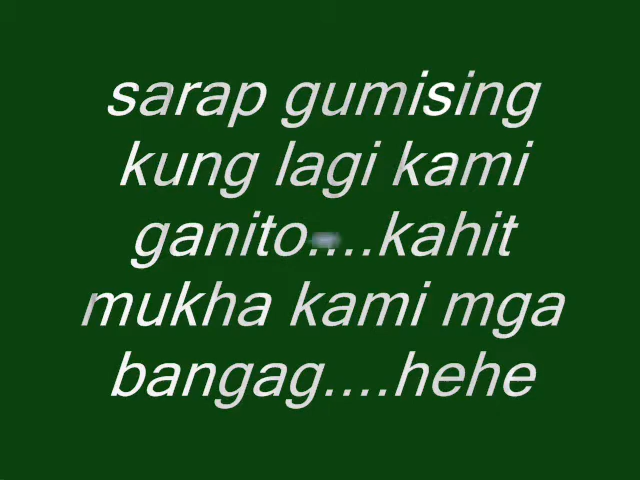 sarap gumising
kung lagi kami
ganito....kahit
mukha kami mga
bangag....hehe